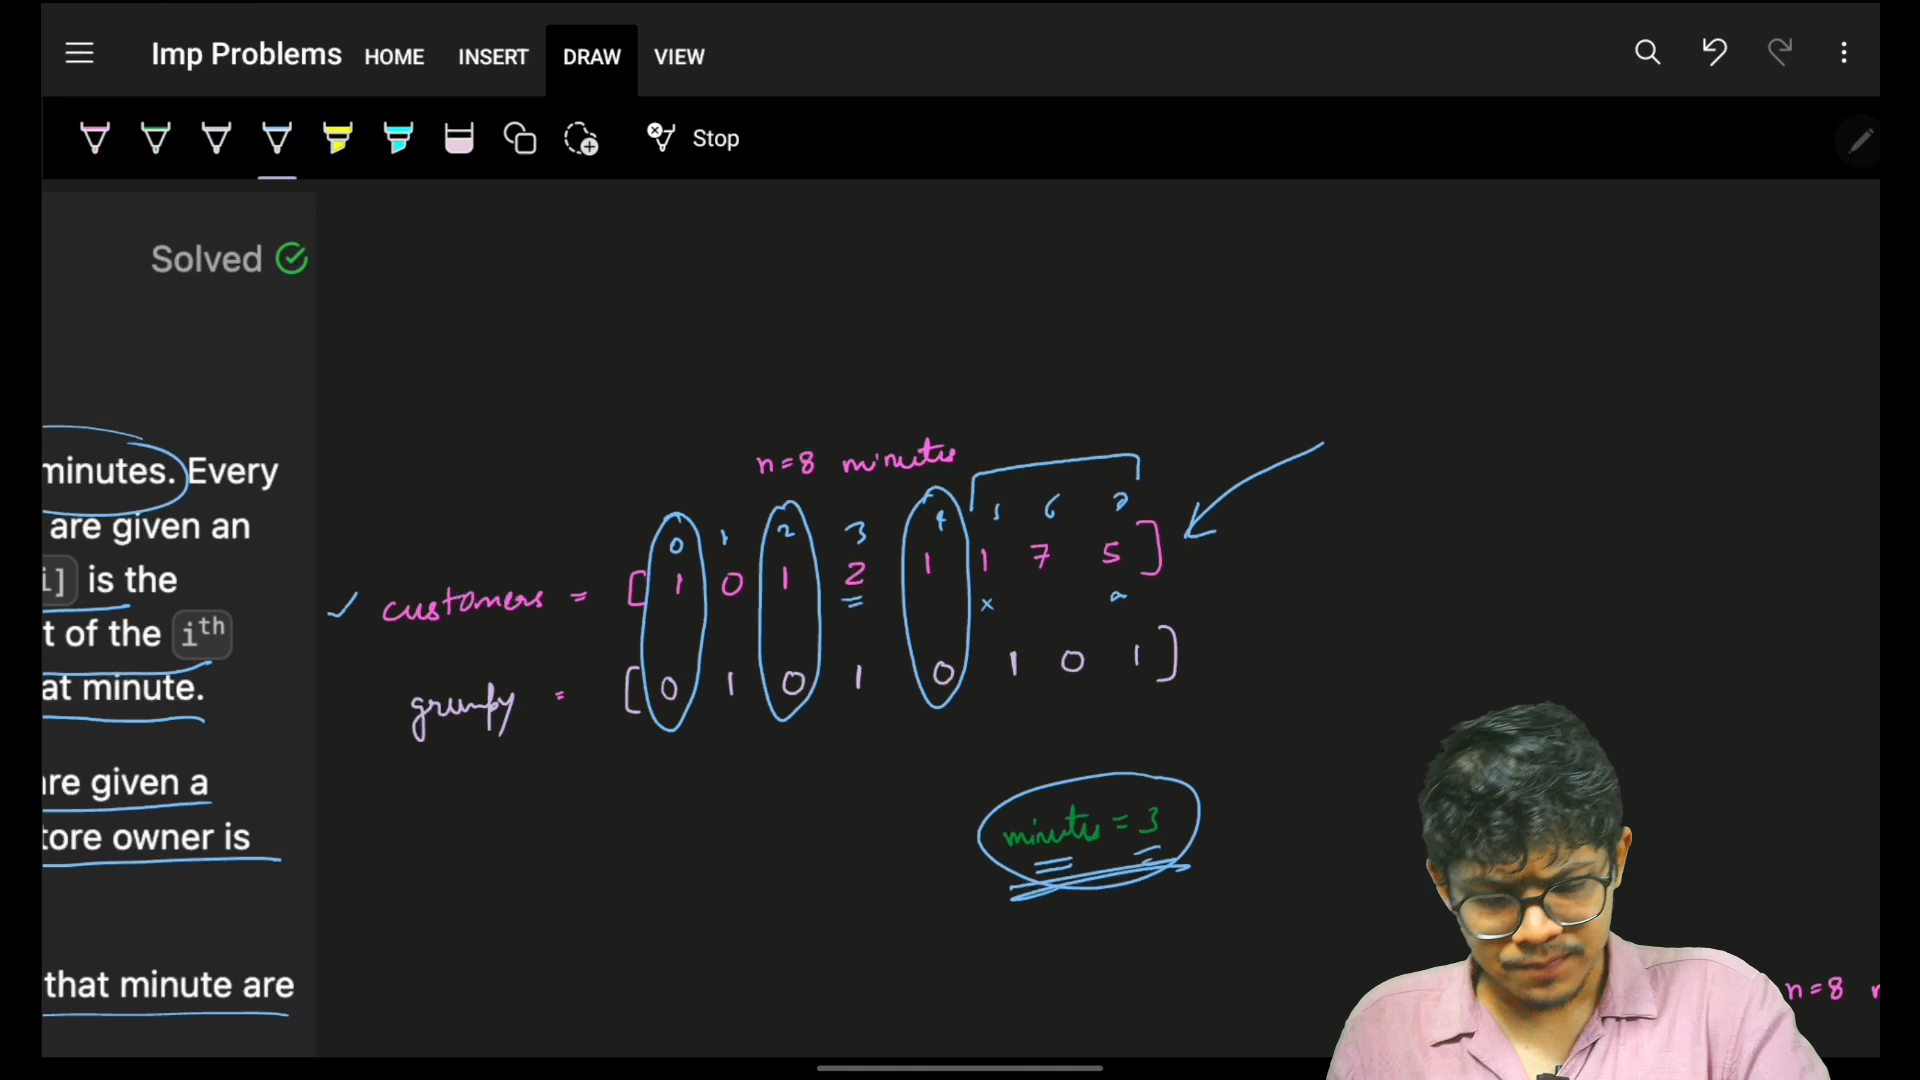 Imp Problems HOME INSERT DRAW VIEW
Stop
Solved
minutes. Every
are given an
i] is the
t of the ith
at minute.
are given a
tore owner is
that minute are
n=8 minutes
0 1 2 3 4 5 6 7
customers = [ 1 0 1 2 1 1 7 5 ]
= x
grumpy = [ 0 1 0 1 0 1 0 1 ]
minutes = 3
n=8